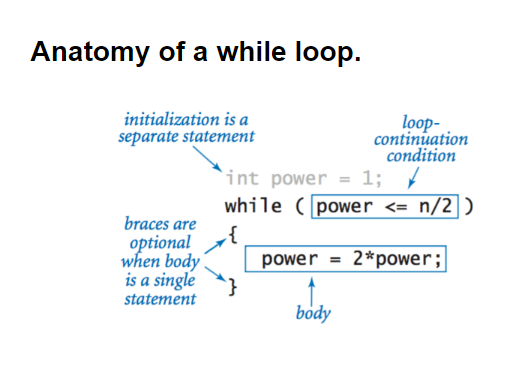 Anatomy of a while loop.
initialization is a
separate statement
loop-
continuation
condition
int power = 1;
while ( power <= n/2 )
braces are
optional
when body
is a single
statement
{
power = 2*power;
}
body